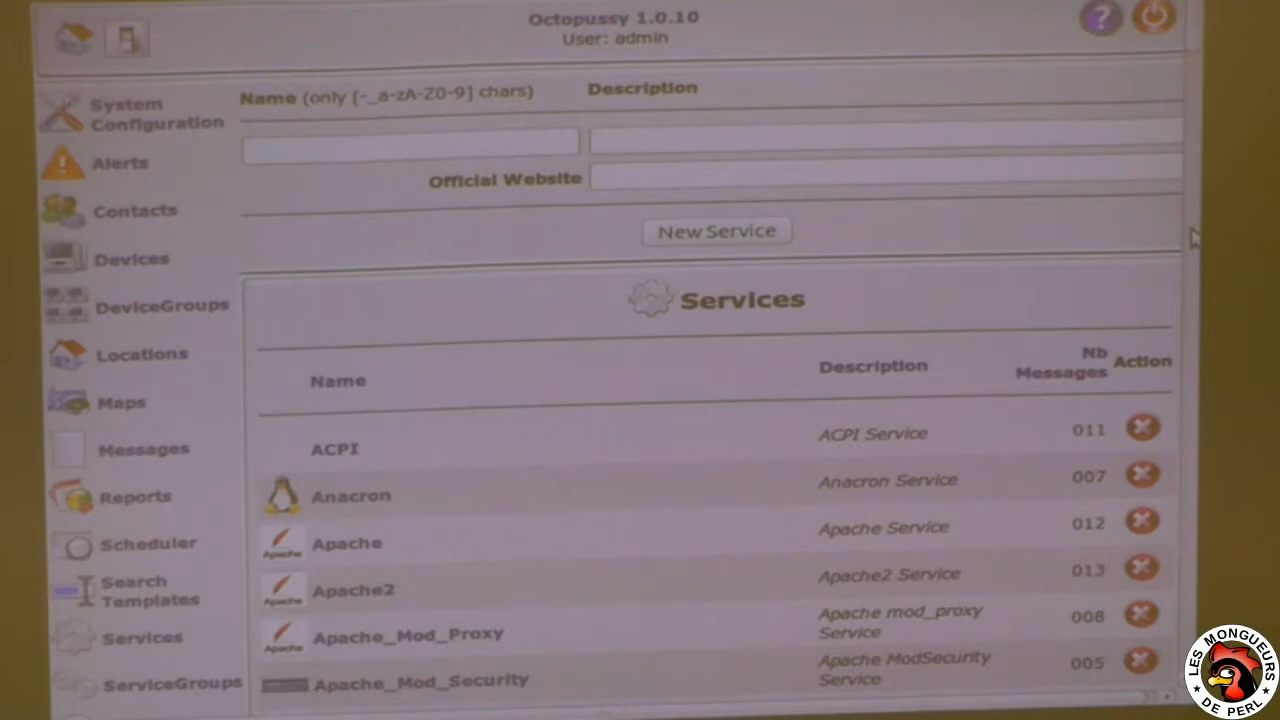 Octopussy 1.0.10
User: admin
System
Configuration
Alerts
Contacts
Devices
DeviceGroups
Locations
Maps
Messages
Reports
Scheduler
Search
Templates
Services
ServiceGroups
Name (only [-_a-zA-Z0-9] chars)
Description
Official Website
New Service
Services
Name
Description
Nb
Messages
Action
ACPI
ACPI Service
011
Anacron
Anacron Service
007
Apache
Apache
Apache Service
012
Apache
Apache2
Apache2 Service
013
Apache
Apache_Mod_Proxy
Apache mod_proxy
Service
008
Apache_Mod_Security
Apache ModSecurity
Service
005
LES MONGUEURS
DE PERL